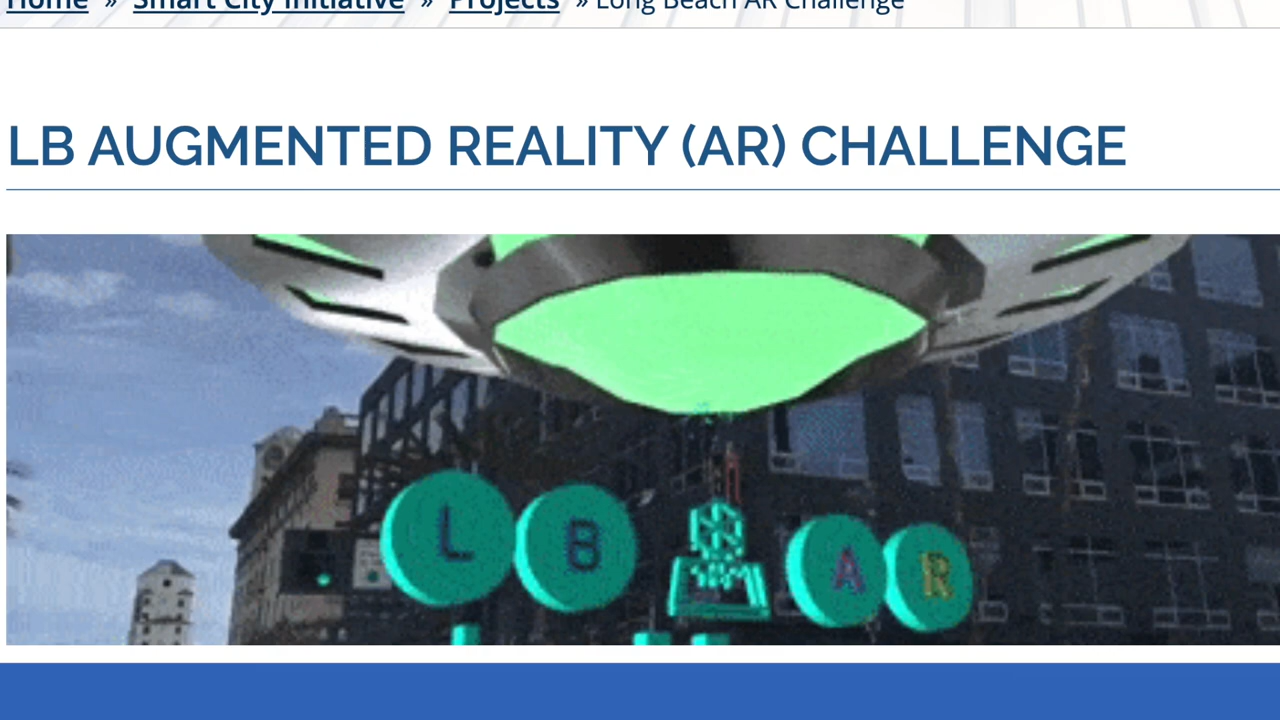 Home » Smart City Initiative » Projects » Long Beach AR Challenge
LB AUGMENTED REALITY (AR) CHALLENGE
L B A R